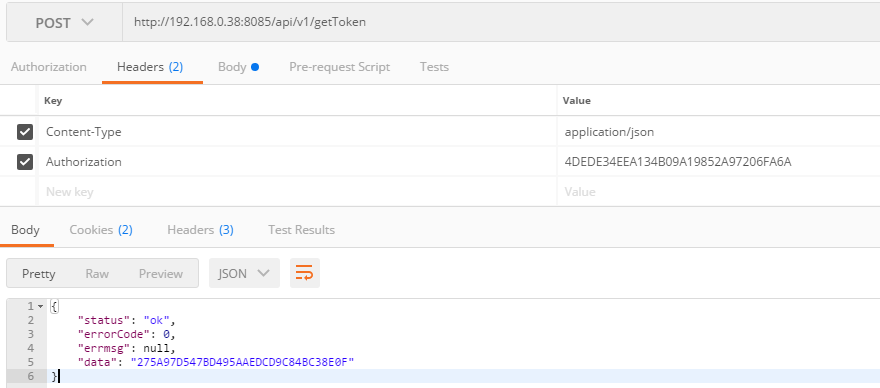 POST http://192.168.0.38:8085/api/v1/getToken
Authorization Headers (2) Body Pre-request Script Tests
Key Value
Content-Type application/json
Authorization 4DEDE34EEA134B09A19852A97206FA6A
New key Value
Body Cookies (2) Headers (3) Test Results
Pretty Raw Preview JSON
1 {
2 "status": "ok",
3 "errorCode": 0,
4 "errmsg": null,
5 "data": "275A97D547BD495AAEDCD9C84BC38E0F"
6 }